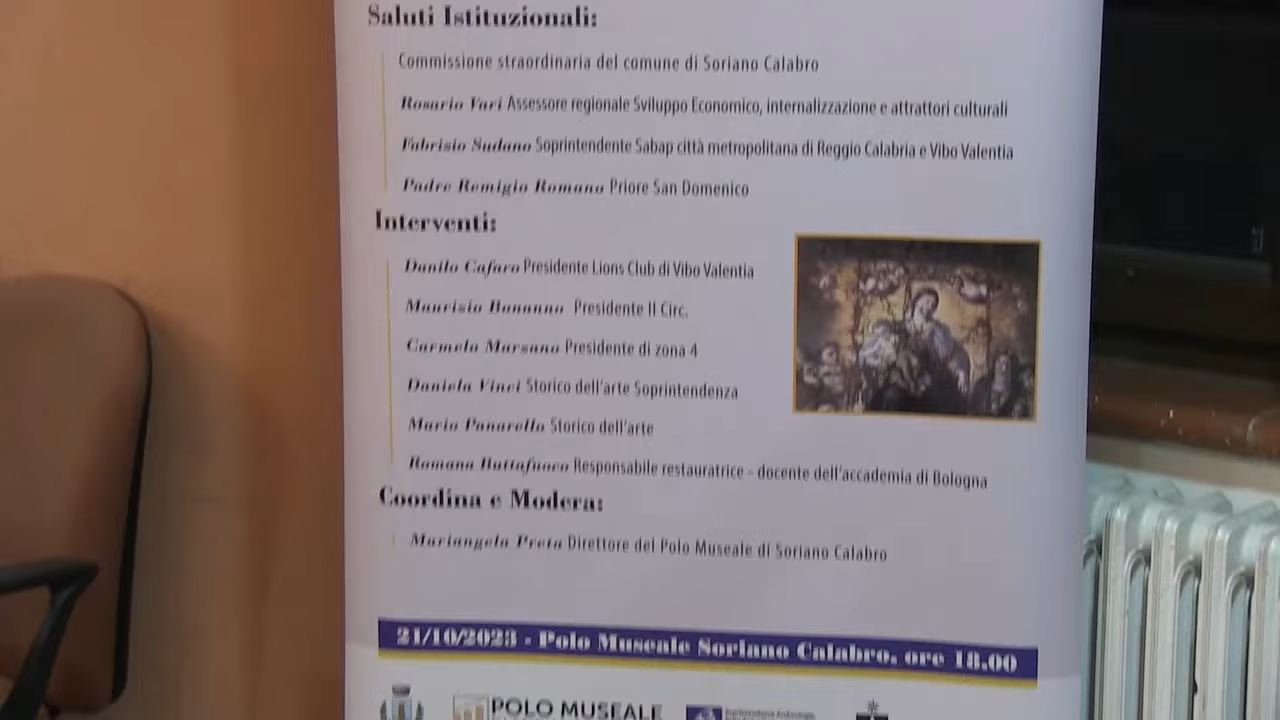 Saluti Istituzionali:
Commissione straordinaria del comune di Soriano Calabro
Rosario Varì Assessore regionale Sviluppo Economico, internalizzazione e attrattori culturali
Fabrizio Sudano Soprintendente Sabap città metropolitana di Reggio Calabria e Vibo Valentia
Padre Remigio Romano Priore San Domenico
Interventi:
Danilo Cafaro Presidente Lions Club di Vibo Valentia
Maurizio Bonanno Presidente II Circ.
Carmelo Marzano Presidente di zona 4
Daniela Vinci Storico dell'arte Soprintendenza
Mario Panarello Storico dell'arte
Romana Buttafuoco Responsabile restauratrice - docente dell'accademia di Bologna
Coordina e Modera:
Mariangela Preta Direttore del Polo Museale di Soriano Calabro
21/10/2023 - Polo Museale Soriano Calabro, ore 18.00
POLO MUSEALE